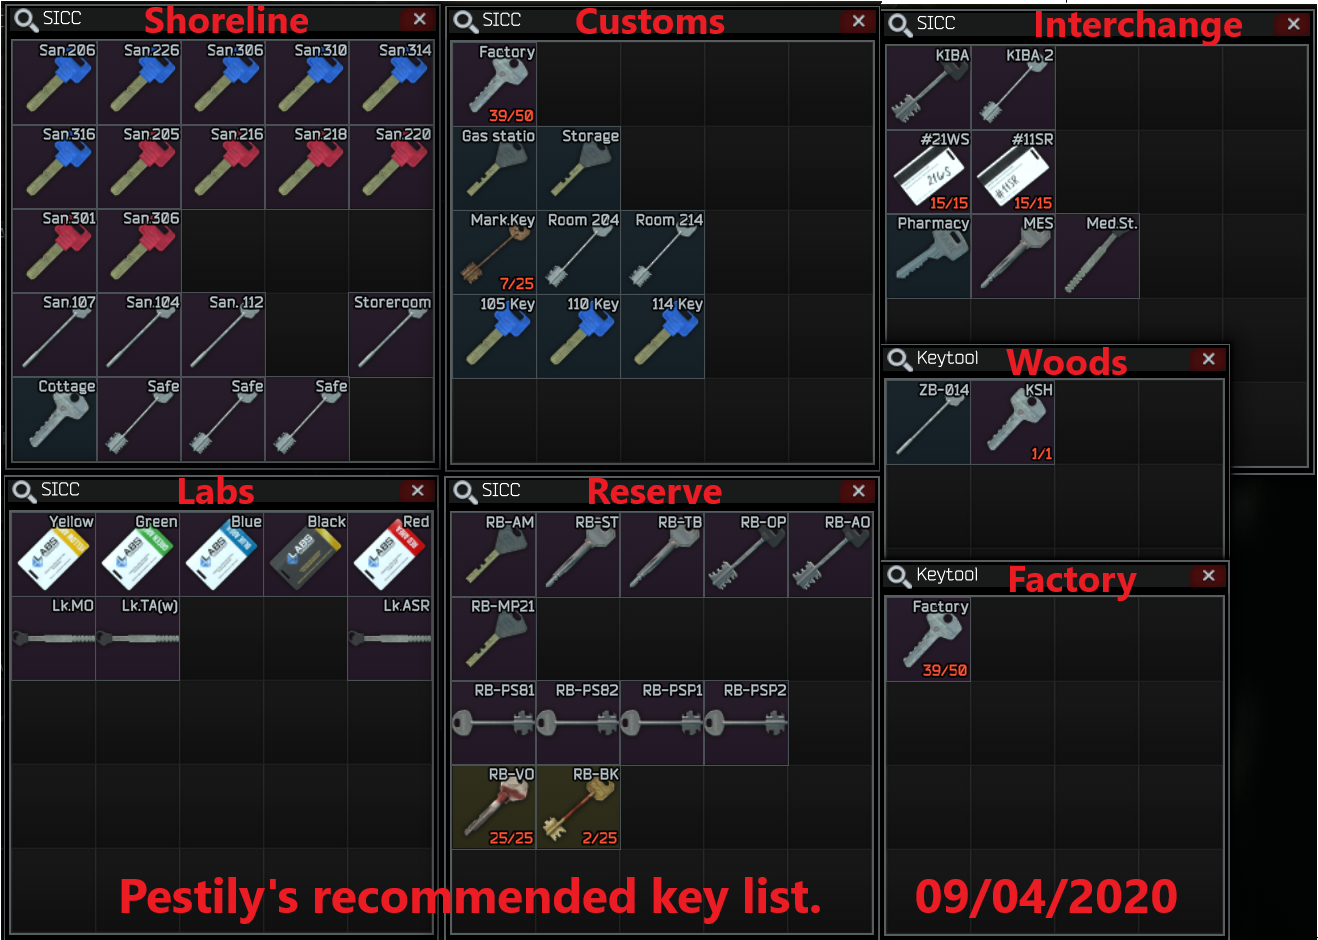 SICC
Shoreline
San.206 San.226 San.306 San.310 San.314
San.316 San.205 San.216 San.218 San.220
San.301 San.306
San.107 San.104 San. 112 Storeroom
Cottage Safe Safe Safe
SICC
Customs
Factory
39/50
Gas statio Storage
Mark.Key Room 204 Room 214
7/25
105 Key 110 Key 114 Key
SICC
Interchange
KIBA KIBA 2
#21WS #11SR
21WS #11SR
15/15 15/15
Pharmacy MES Med.St.
Keytool
Woods
ZB-014 KSH
1/1
SICC
Labs
Yellow Green Blue Black Red
LABS LABS LABS LABS LABS
Lk.MO Lk.TA(w) Lk.ASR
SICC
Reserve
RB-AM RB-ST RB-TB RB-OP RB-AO
RB-MP21
RB-PS81 RB-PS82 RB-PSP1 RB-PSP2
RB-VO RB-BK
25/25 2/25
Keytool
Factory
Factory
39/50
Pestily's recommended key list.
09/04/2020